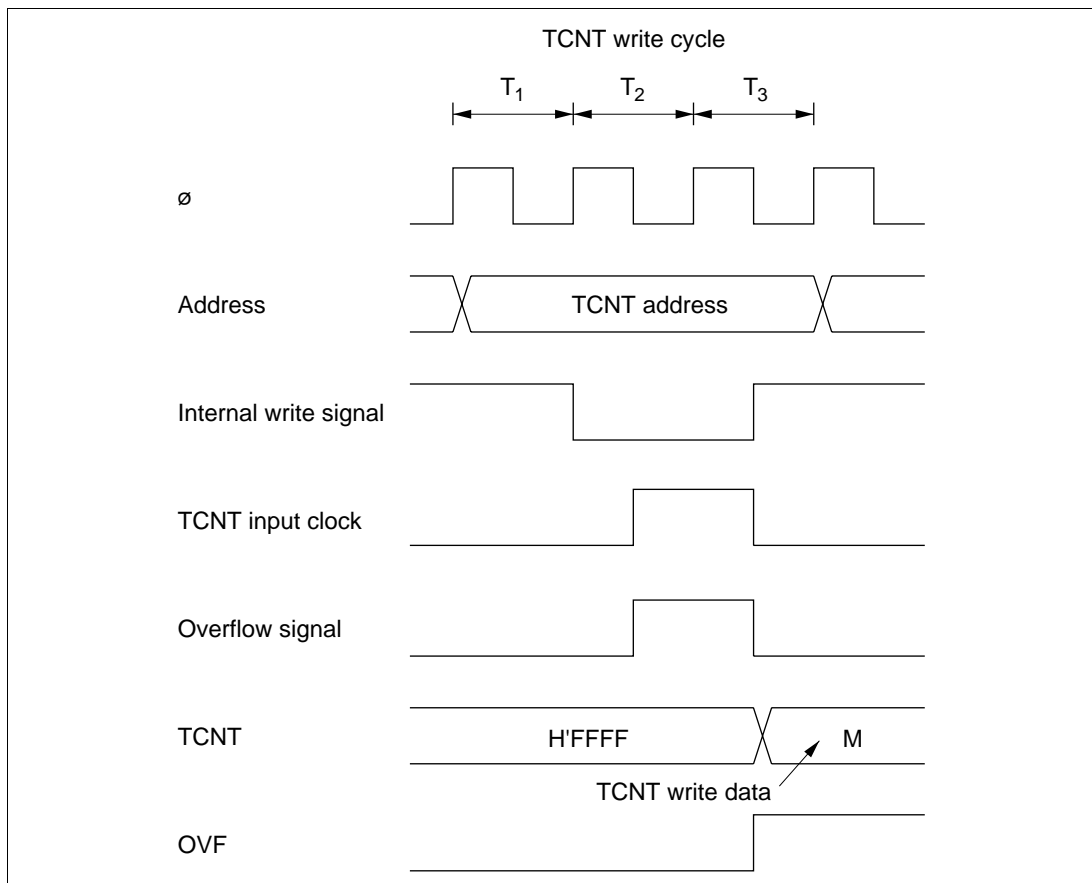 TCNT write cycle
T1 T2 T3
ø
Address TCNT address
Internal write signal
TCNT input clock
Overflow signal
TCNT H'FFFF M
TCNT write data
OVF